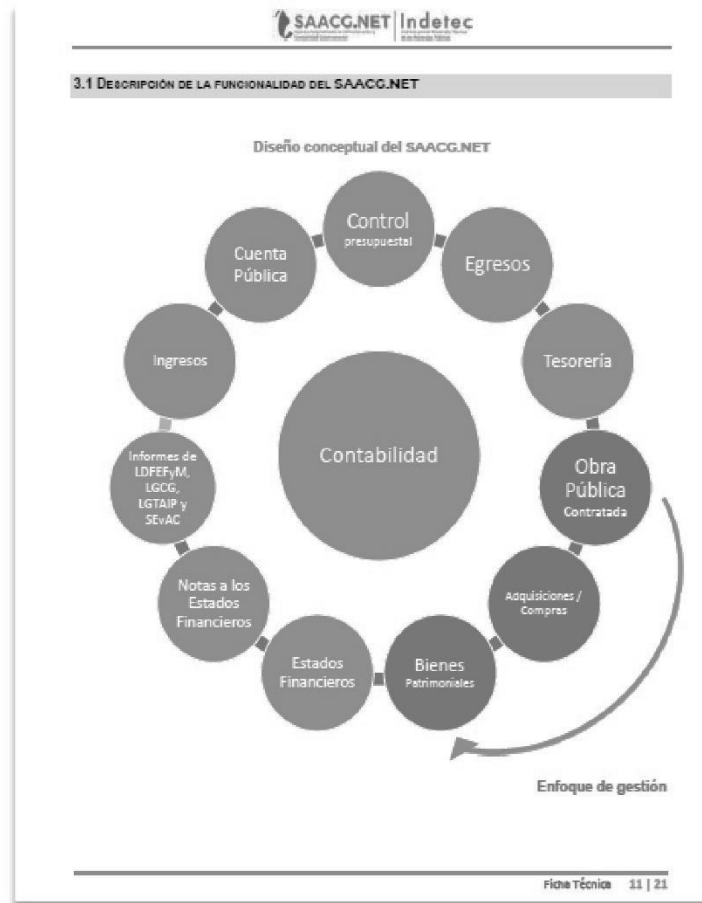 SAACG.NET Indetec
3.1 DESCRIPCIÓN DE LA FUNCIONALIDAD DEL SAACG.NET
Diseño conceptual del SAACG.NET
Control
presupuestal
Egresos
Tesorería
Obra
Pública
Contratada
Adquisiciones /
Compras
Bienes
Patrimoniales
Estados
Financieros
Notas a los
Estados
Financieros
Informes de
LDFEFyM,
LGCG,
LGTAIP y
SEvAC
Ingresos
Cuenta
Pública
Contabilidad
Enfoque de gestión
Ficha Técnica 11 | 21